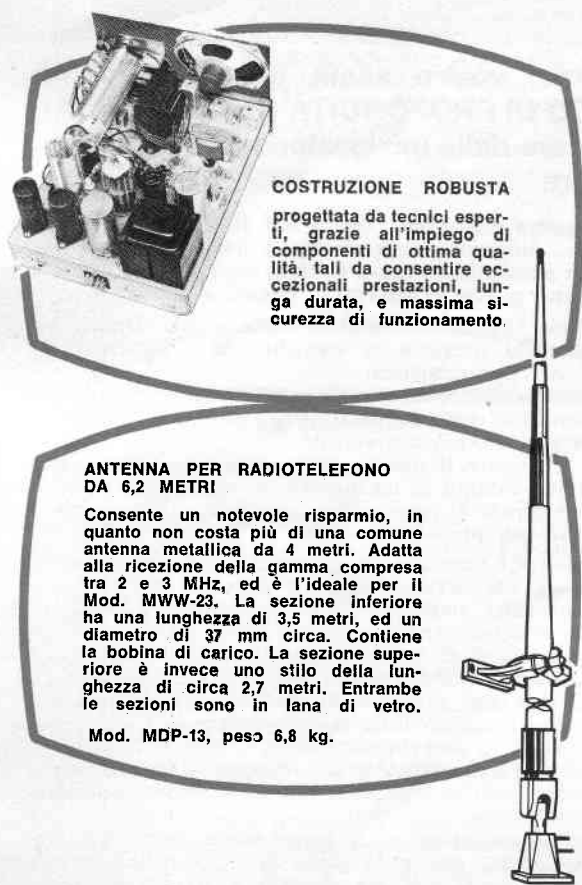 COSTRUZIONE ROBUSTA
progettata da tecnici esper-
ti, grazie all'impiego di
componenti di ottima qua-
lità, tali da consentire ec-
cezionali prestazioni, lun-
ga durata, e massima si-
curezza di funzionamento.
ANTENNA PER RADIOTELEFONO
DA 6,2 METRI
Consente un notevole risparmio, in
quanto non costa più di una comune
antenna metallica da 4 metri. Adatta
alla ricezione della gamma compresa
tra 2 e 3 MHz, ed è l'ideale per il
Mod. MWW-23. La sezione inferiore
ha una lunghezza di 3,5 metri, ed un
diametro di 37 mm circa. Contiene
la bobina di carico. La sezione supe-
riore è invece uno stilo della lun-
ghezza di circa 2,7 metri. Entrambe
le sezioni sono in lana di vetro.
Mod. MDP-13, peso 6,8 kg.